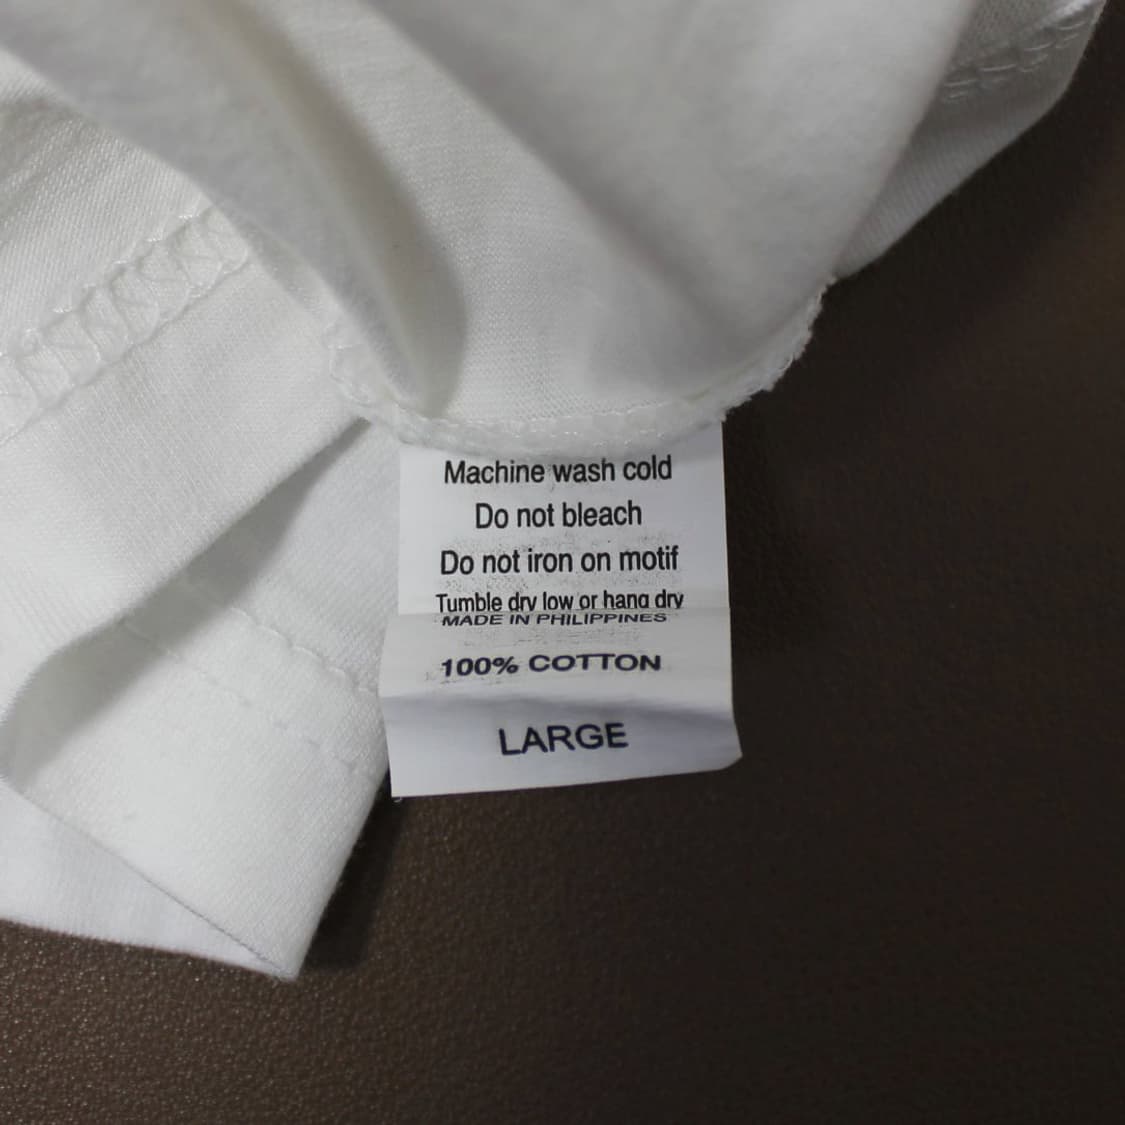 Machine wash cold
Do not bleach
Do not iron on motif
Tumble dry low or hang dry
MADE IN PHILIPPINES
100% COTTON
LARGE